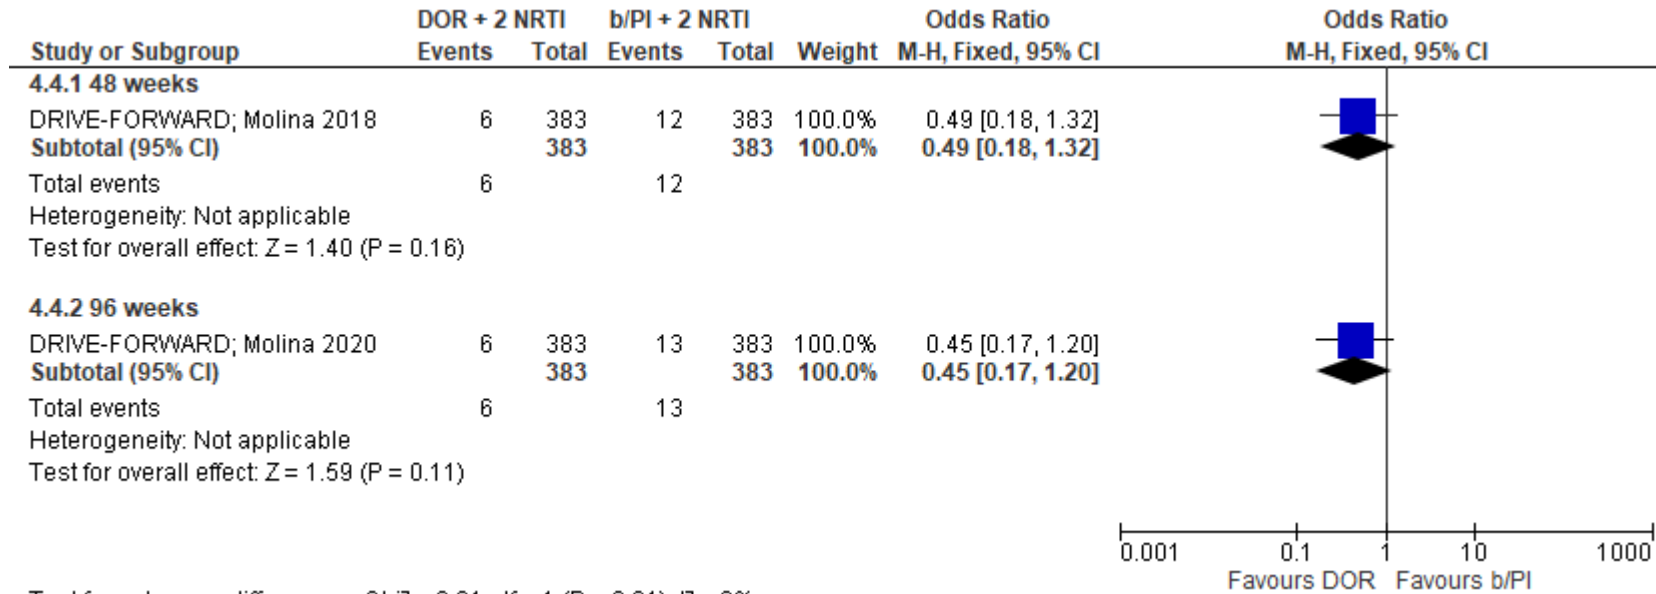 DOR + 2 NRTI b/PI + 2 NRTI Odds Ratio Odds Ratio
Study or Subgroup Events Total Events Total Weight M-H, Fixed, 95% CI M-H, Fixed, 95% CI
4.4.1 48 weeks
DRIVE-FORWARD; Molina 2018 6 383 12 383 100.0% 0.49 [0.18, 1.32]
Subtotal (95% CI) 383 383 100.0% 0.49 [0.18, 1.32]
Total events 6 12
Heterogeneity: Not applicable
Test for overall effect: Z = 1.40 (P = 0.16)
4.4.2 96 weeks
DRIVE-FORWARD; Molina 2020 6 383 13 383 100.0% 0.45 [0.17, 1.20]
Subtotal (95% CI) 383 383 100.0% 0.45 [0.17, 1.20]
Total events 6 13
Heterogeneity: Not applicable
Test for overall effect: Z = 1.59 (P = 0.11)
0.001 0.1 1 10 1000
Favours DOR Favours b/PI